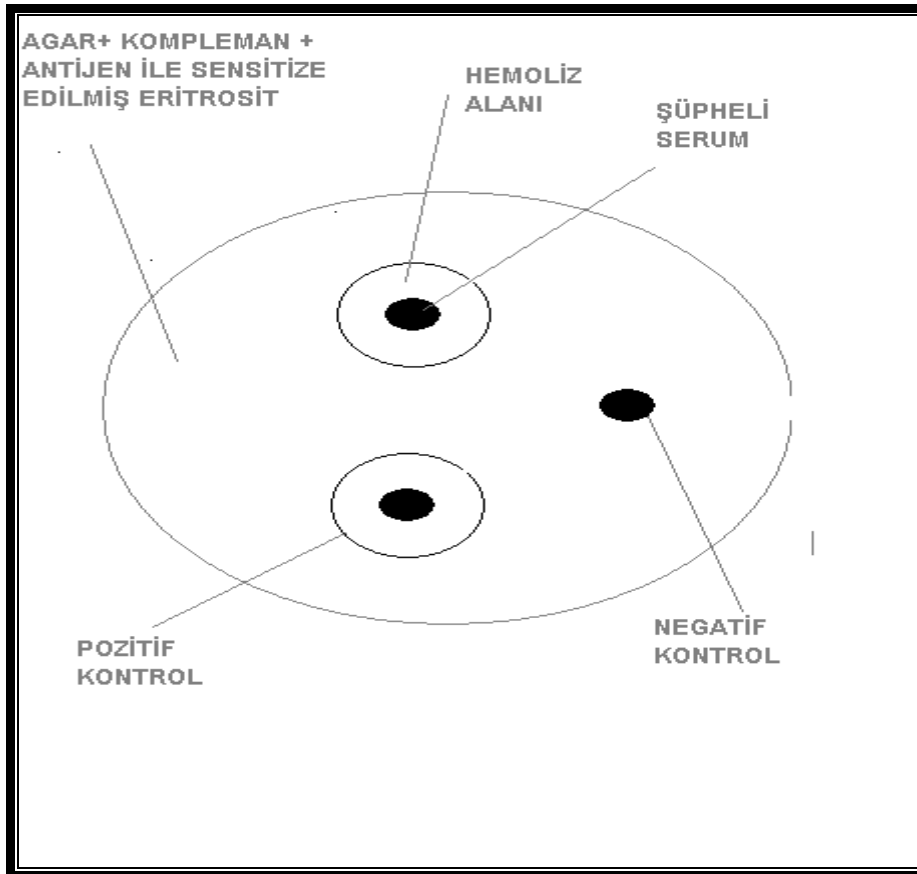 AGAR+ KOMPLEMAN +
ANTİJEN İLE SENSİTİZE
EDİLMİŞ ERİTROSİT
HEMOLİZ
ALANI
ŞÜPHELİ
SERUM
POZİTİF
KONTROL
NEGATİF
KONTROL